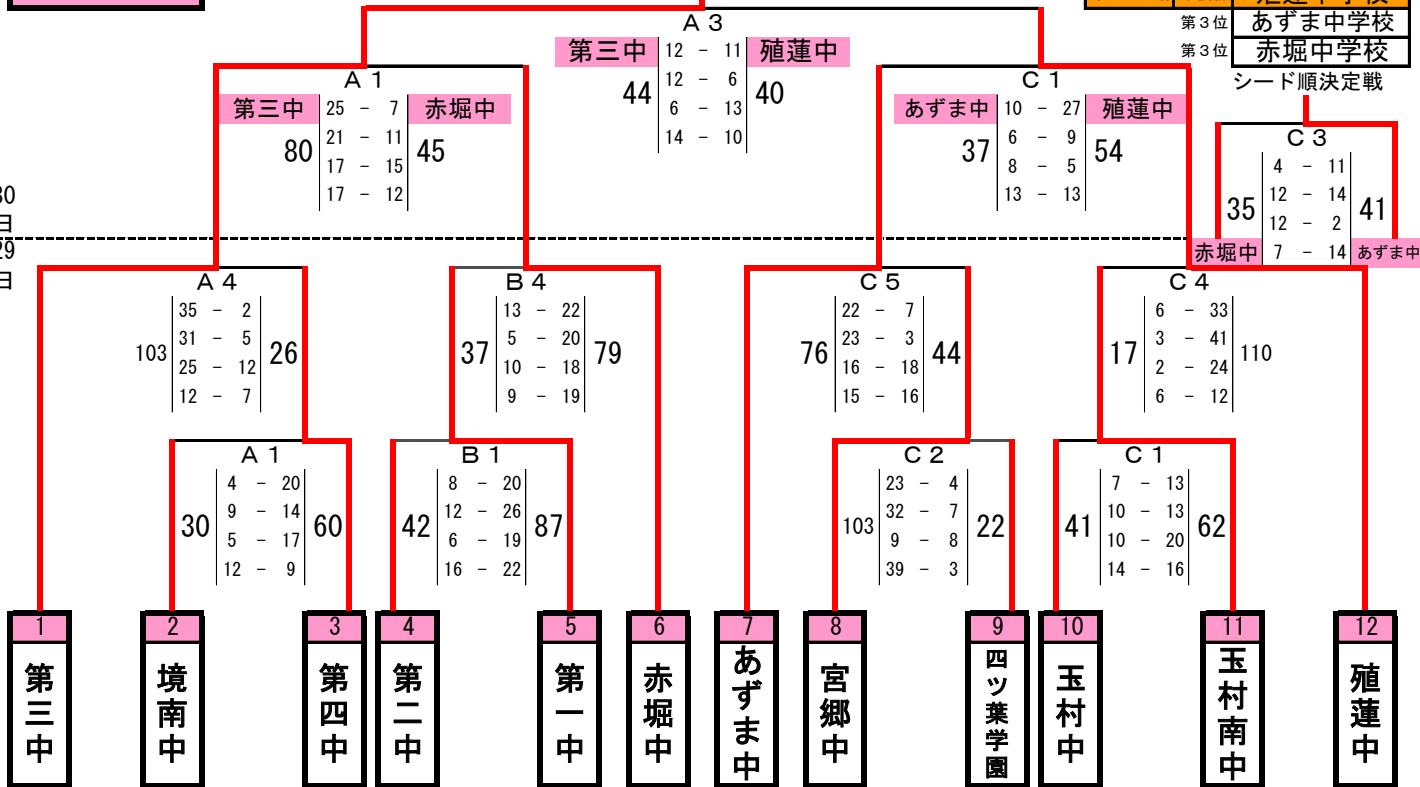 第3位 あずま中学校
第3位 赤堀中学校
シード順決定戦
A3
第三中 12 - 11 殖蓮中
44 12 - 6 40
6 - 13
14 - 10
A1
第三中 25 - 7 赤堀中
80 21 - 11 45
17 - 15
17 - 12
C1
あずま中 10 - 27 殖蓮中
37 6 - 9 54
8 - 5
13 - 13
C3
4 - 11
35 12 - 14 41
12 - 2
赤堀中 7 - 14 あずま中
30
日
29
日
A4
35 - 2
103 31 - 5 26
25 - 12
12 - 7
B4
13 - 22
37 5 - 20 79
10 - 18
9 - 19
C5
22 - 7
76 23 - 3 44
16 - 18
15 - 16
C4
6 - 33
17 3 - 41 110
2 - 24
6 - 12
A1
4 - 20
30 9 - 14 60
5 - 17
12 - 9
B1
8 - 20
42 12 - 26 87
6 - 19
16 - 22
C2
23 - 4
103 32 - 7 22
9 - 8
39 - 3
C1
7 - 13
41 10 - 13 62
10 - 20
14 - 16
1 2 3 4 5 6 7 8 9 10 11 12
第三中
境南中
第四中
第二中
第一中
赤堀中
あずま中
宮郷中
四ツ葉学園
玉村中
玉村南中
殖蓮中